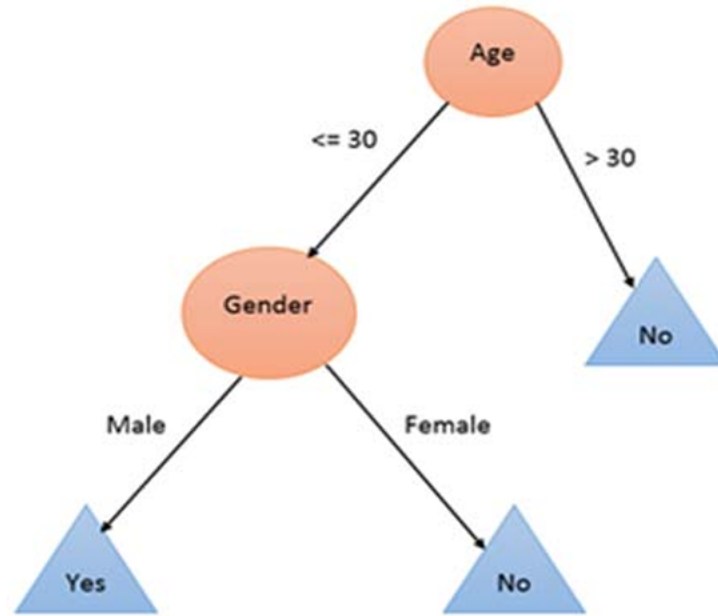 Age
<= 30
> 30
Gender
No
Male
Female
Yes
No